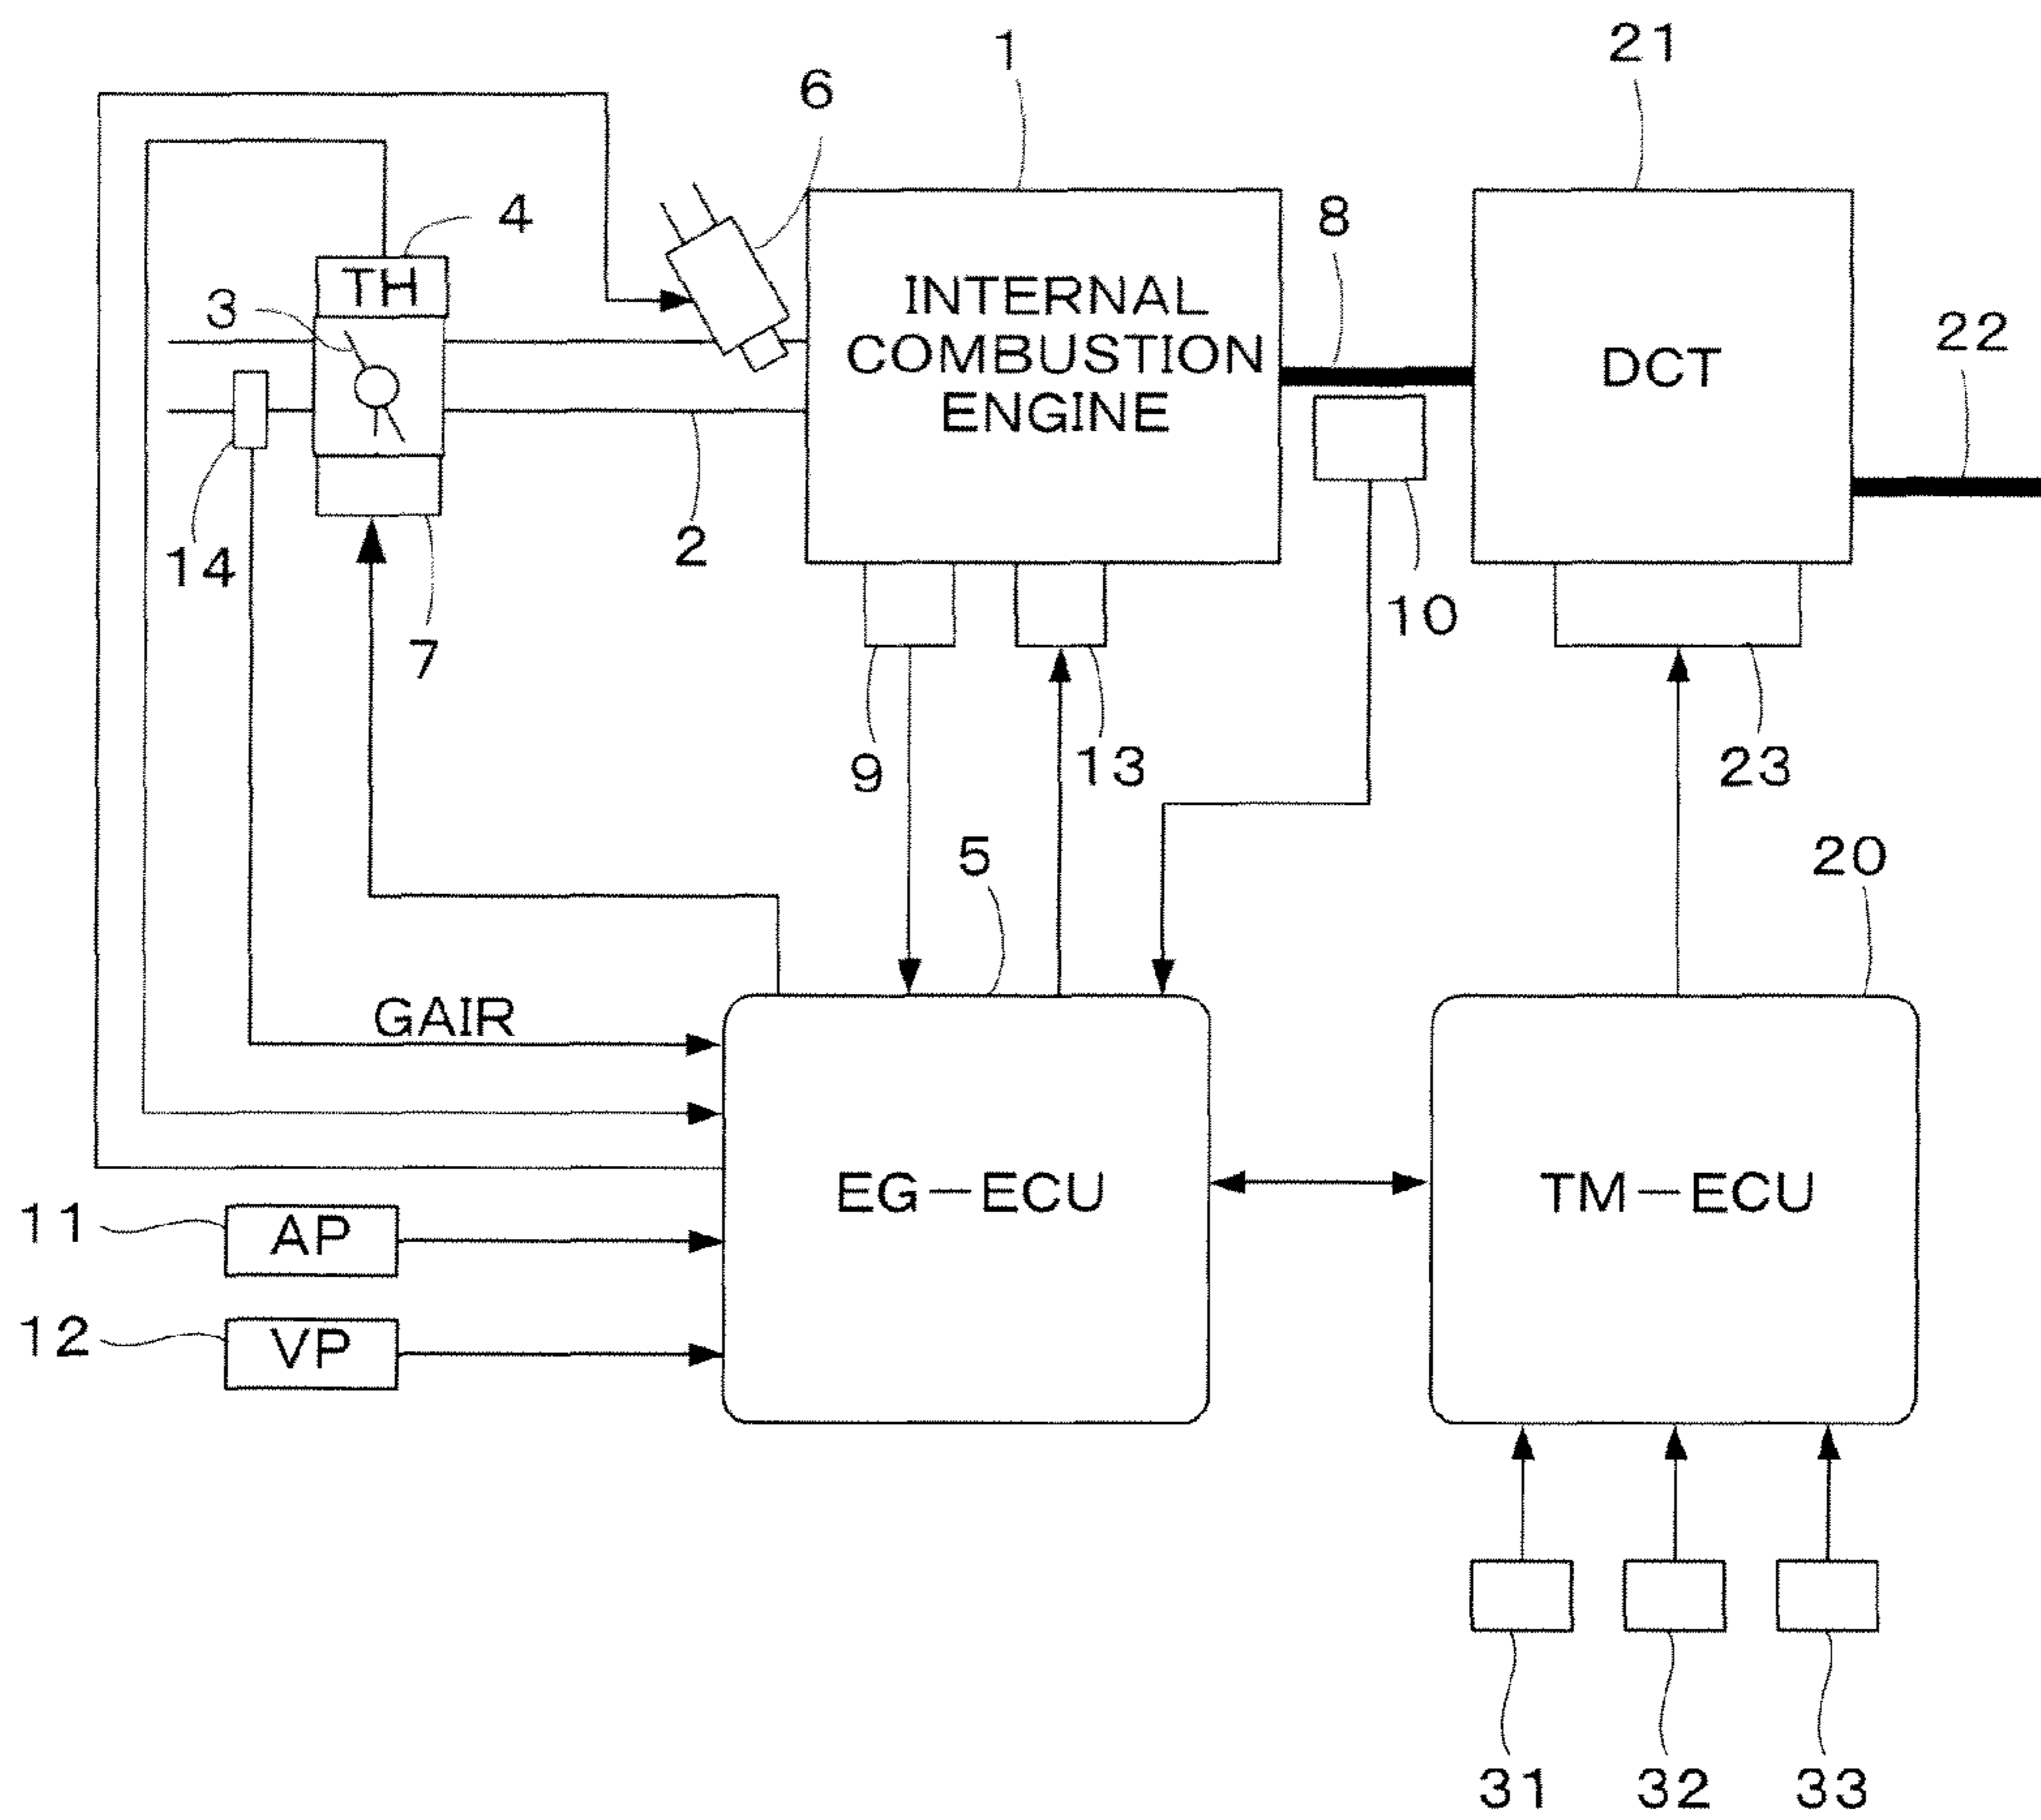 1
21
6
4
8
TH
3
INTERNAL
COMBUSTION
ENGINE
DCT
22
14
2
7
10
9
13
23
5
20
GAIR
EG-ECU
TM-ECU
11
AP
12
VP
31
32
33